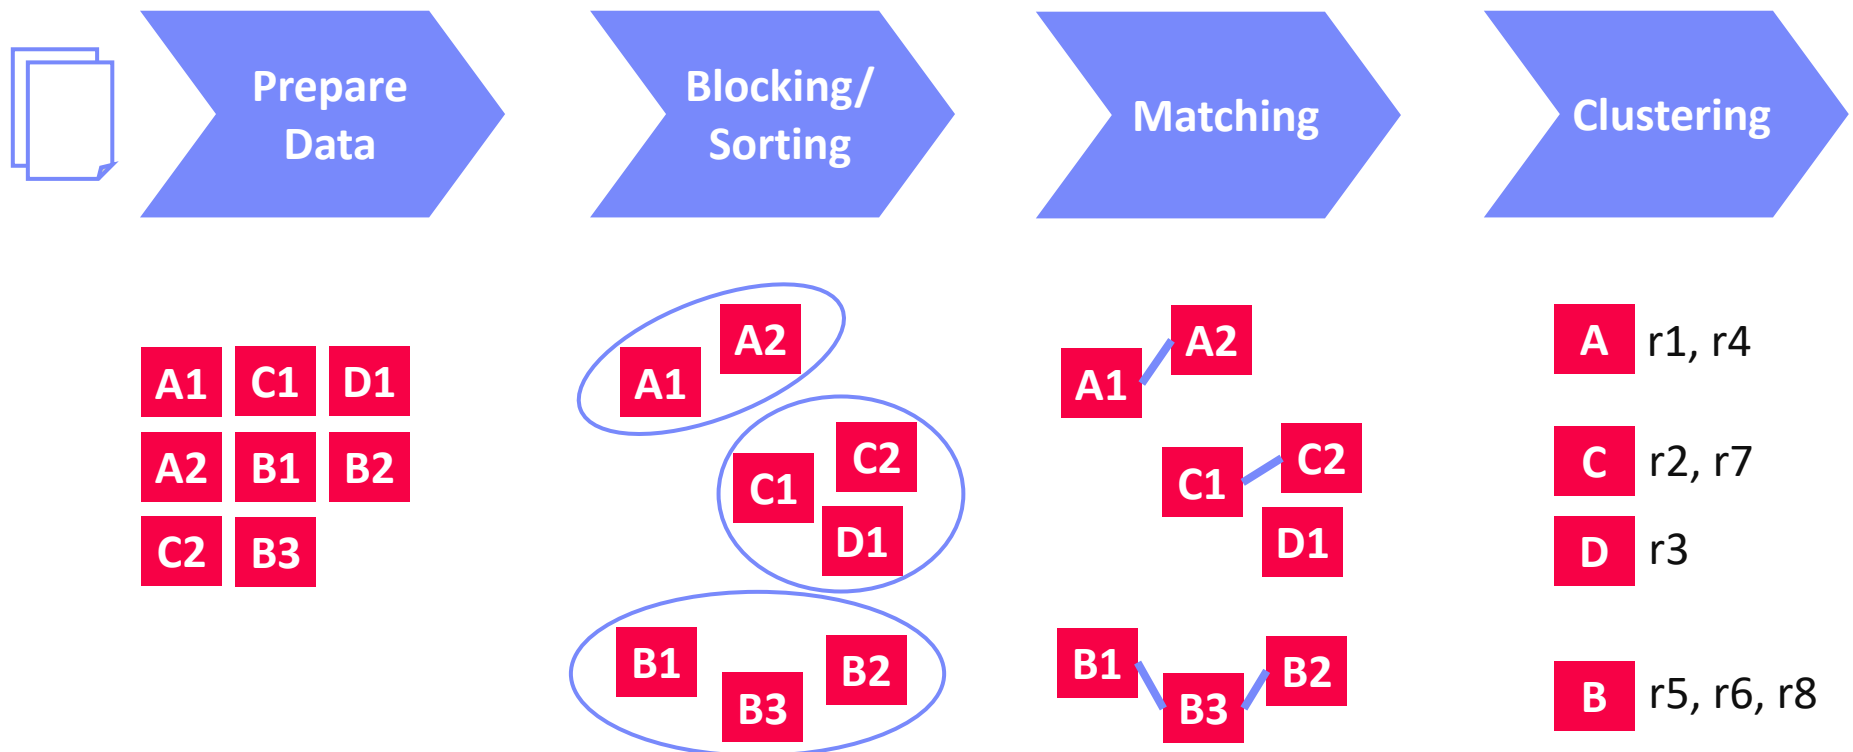 Prepare
Data
Blocking/
Sorting
Matching
Clustering
A1 C1 D1
A2 B1 B2
C2 B3
A2
A1
C2
C1
D1
B1
B2
B3
A2
A1
C2
C1
D1
B1
B2
B3
A r1, r4
C r2, r7
D r3
B r5, r6, r8